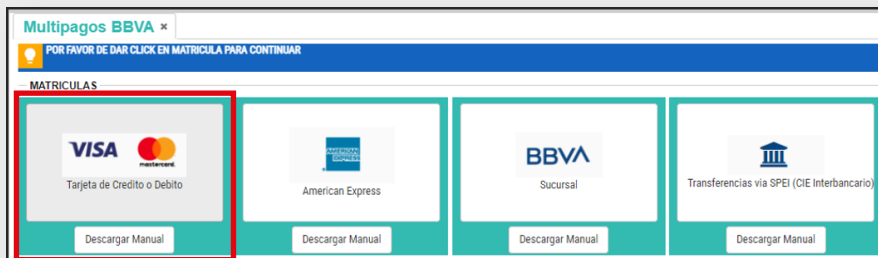 Multipagos BBVA ×
POR FAVOR DE DAR CLICK EN MATRICULA PARA CONTINUAR
MATRICULAS
VISA mastercard
Tarjeta de Credito o Debito
Descargar Manual
AMERICAN EXPRESS
American Express
Descargar Manual
BBVA
Sucursal
Descargar Manual
Transferencias via SPEI (CIE Interbancario)
Descargar Manual